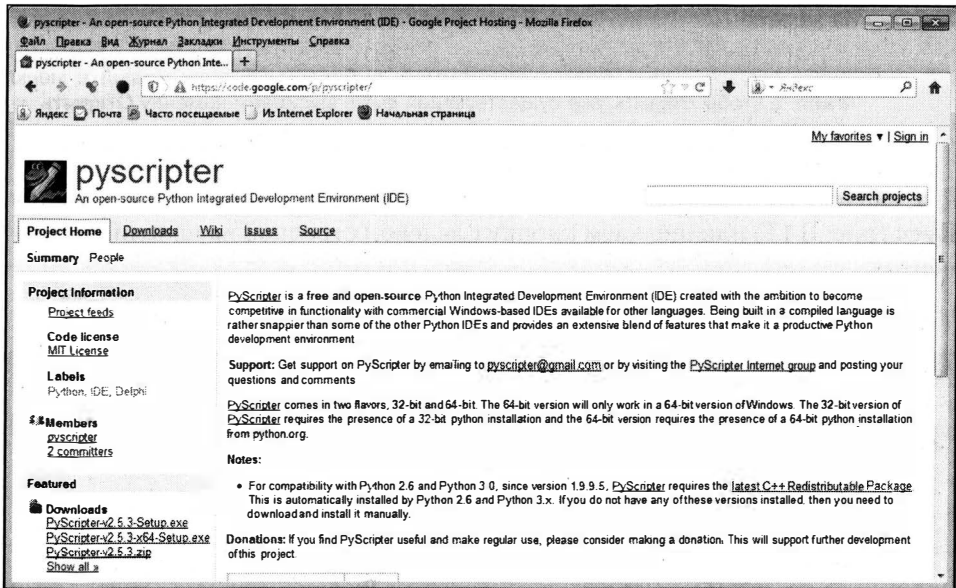 pyscripter - An open-source Python Integrated Development Environment (IDE) - Google Project Hosting - Mozilla Firefox
Файл Правка Вид Журнал Закладки Инструменты Справка
pyscripter - An open-source Python Inte... +
https://code.google.com/p/pyscripter/
Яндекс
Яндекс Почта Часто посещаемые Из Internet Explorer Начальная страница
My favorites ▼ | Sign in
pyscripter
An open-source Python Integrated Development Environment (IDE)
Search projects
Project Home Downloads Wiki Issues Source
Summary People
Project Information
Project feeds
Code license
MIT License
Labels
Python, IDE, Delphi
Members
pyscripter
2 committers
Featured
Downloads
PyScripter-v2.5.3-Setup.exe
PyScripter-v2.5.3-x64-Setup.exe
PyScripter-v2.5.3.zip
Show all »
PyScripter is a free and open-source Python Integrated Development Environment (IDE) created with the ambition to become
competitive in functionality with commercial Windows-based IDEs available for other languages. Being built in a compiled language is
rather snappier than some of the other Python IDEs and provides an extensive blend of features that make it a productive Python
development environment
Support: Get support on PyScripter by emailing to pyscripter@gmail.com or by visiting the PyScripter Internet group and posting your
questions and comments
PyScripter comes in two flavors, 32-bit and 64-bit. The 64-bit version will only work in a 64-bit version of Windows. The 32-bit version of
PyScripter requires the presence of a 32-bit python installation and the 64-bit version requires the presence of a 64-bit python installation
from python.org.
Notes:
• For compatibility with Python 2.6 and Python 3 0, since version 1.9.9.5, PyScripter requires the latest C++ Redistributable Package.
This is automatically installed by Python 2.6 and Python 3.x. If you do not have any of these versions installed, then you need to
download and install it manually.
Donations: If you find PyScripter useful and make regular use, please consider making a donation. This will support further development
of this project